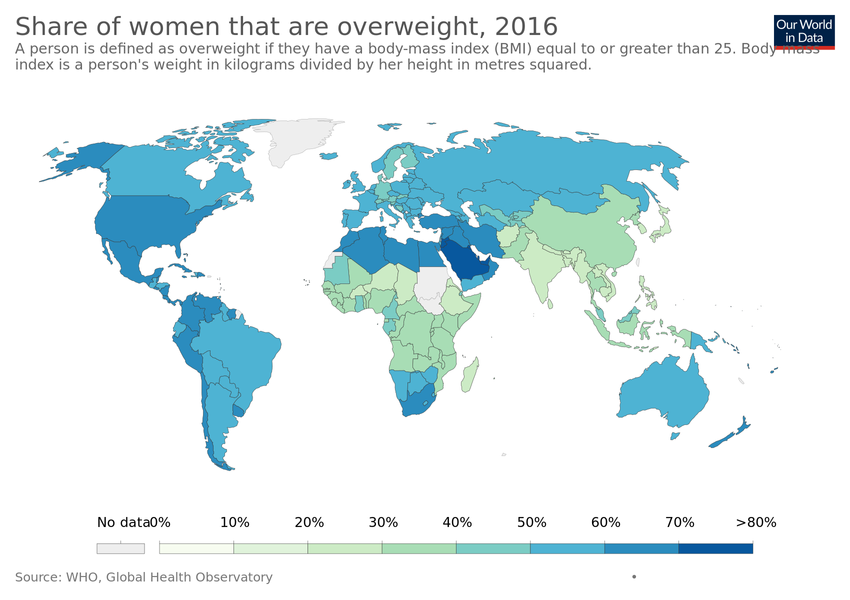 Share of women that are overweight, 2016
Our World
in Data
A person is defined as overweight if they have a body-mass index (BMI) equal to or greater than 25. Body mass
index is a person's weight in kilograms divided by her height in metres squared.
No data 0% 10% 20% 30% 40% 50% 60% 70% >80%
Source: WHO, Global Health Observatory